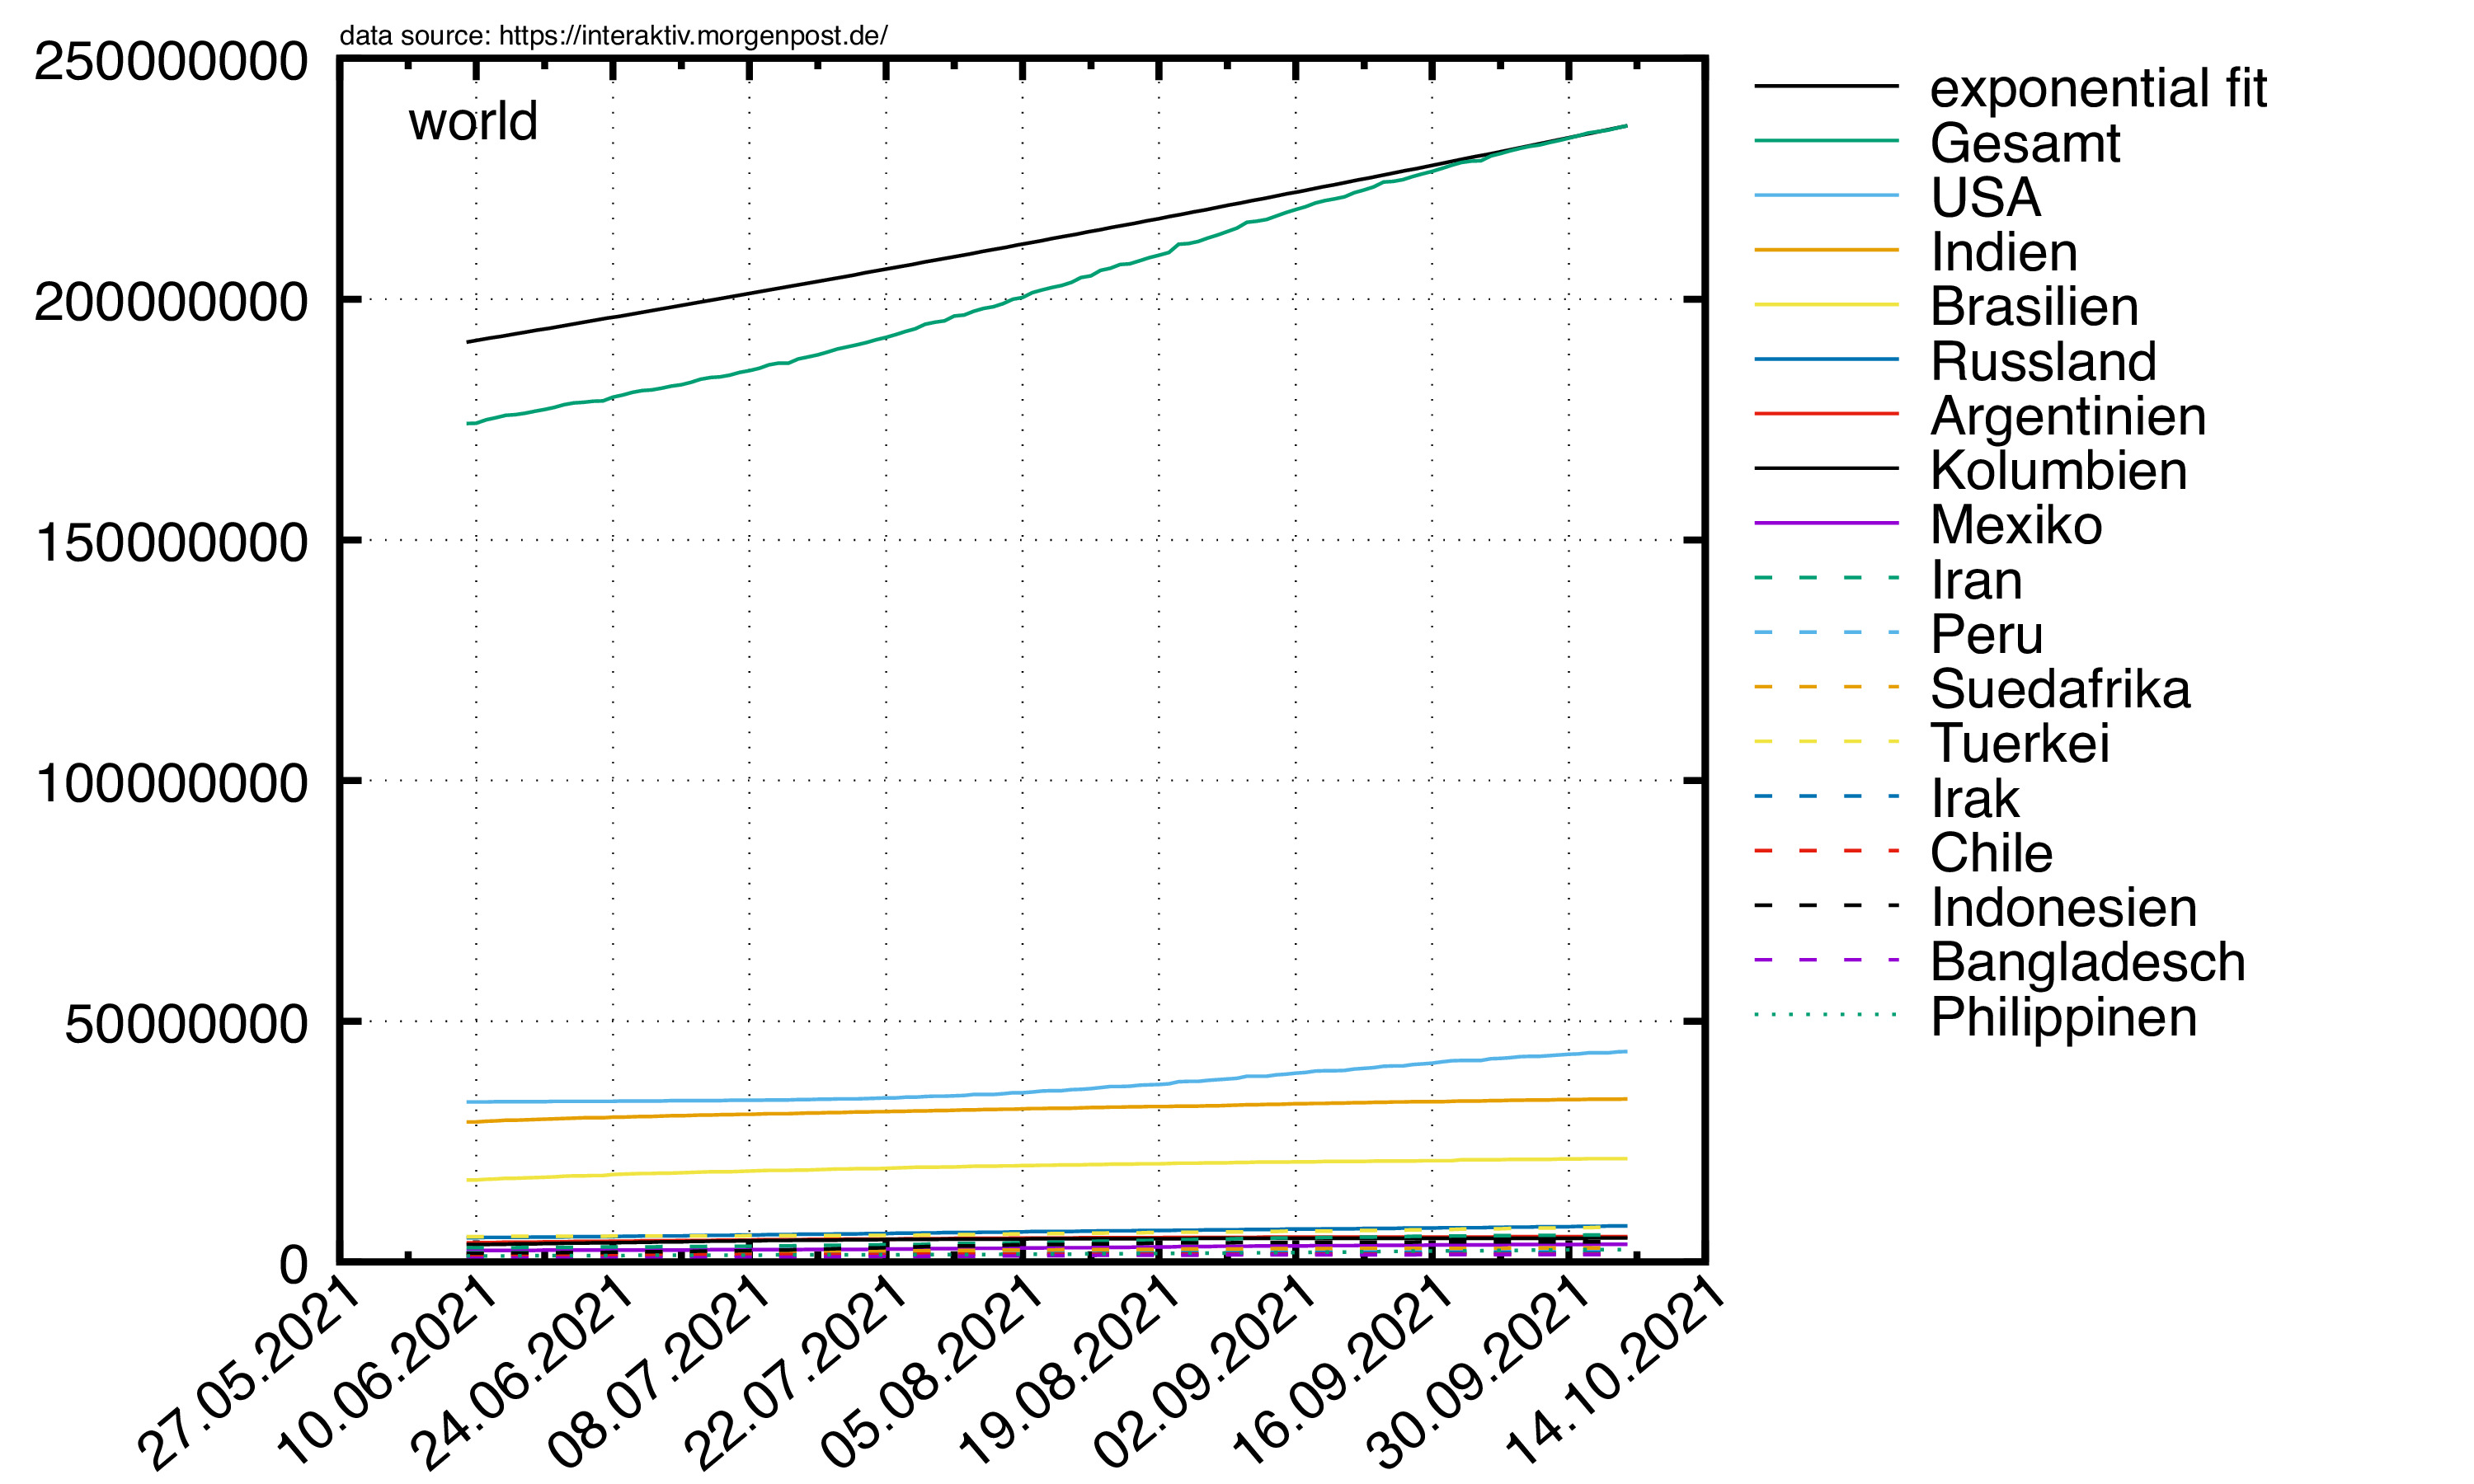 data source: https://interaktiv.morgenpost.de/
250000000
200000000
150000000
100000000
50000000
0
world
27.05.2021
10.06.2021
24.06.2021
08.07.2021
22.07.2021
05.08.2021
19.08.2021
02.09.2021
16.09.2021
30.09.2021
14.10.2021
exponential fit
Gesamt
USA
Indien
Brasilien
Russland
Argentinien
Kolumbien
Mexiko
Iran
Peru
Suedafrika
Tuerkei
Irak
Chile
Indonesien
Bangladesch
Philippinen